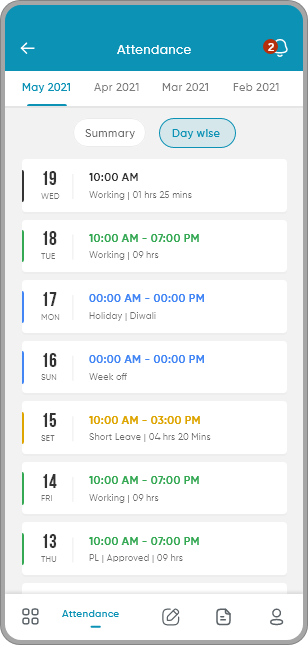 Attendance
2
May 2021 Apr 2021 Mar 2021 Feb 2021
Summary Day wise
19 10:00 AM
WED Working | 01 hrs 25 mins
18 10:00 AM - 07:00 PM
TUE Working | 09 hrs
17 00:00 AM - 00:00 PM
MON Holiday | Diwali
16 00:00 AM - 00:00 PM
SUN Week off
15 10:00 AM - 03:00 PM
SET Short Leave | 04 hrs 20 Mins
14 10:00 AM - 07:00 PM
FRI Working | 09 hrs
13 10:00 AM - 07:00 PM
THU PL | Approved | 09 hrs
Attendance